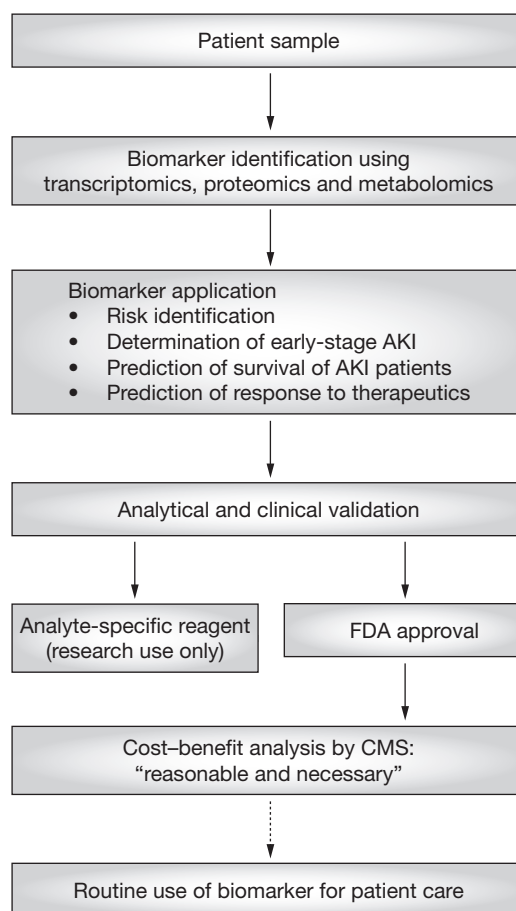 Patient sample
Biomarker identification using
transcriptomics, proteomics and metabolomics
Biomarker application
• Risk identification
• Determination of early-stage AKI
• Prediction of survival of AKI patients
• Prediction of response to therapeutics
Analytical and clinical validation
Analyte-specific reagent
(research use only)
FDA approval
Cost–benefit analysis by CMS:
“reasonable and necessary”
Routine use of biomarker for patient care